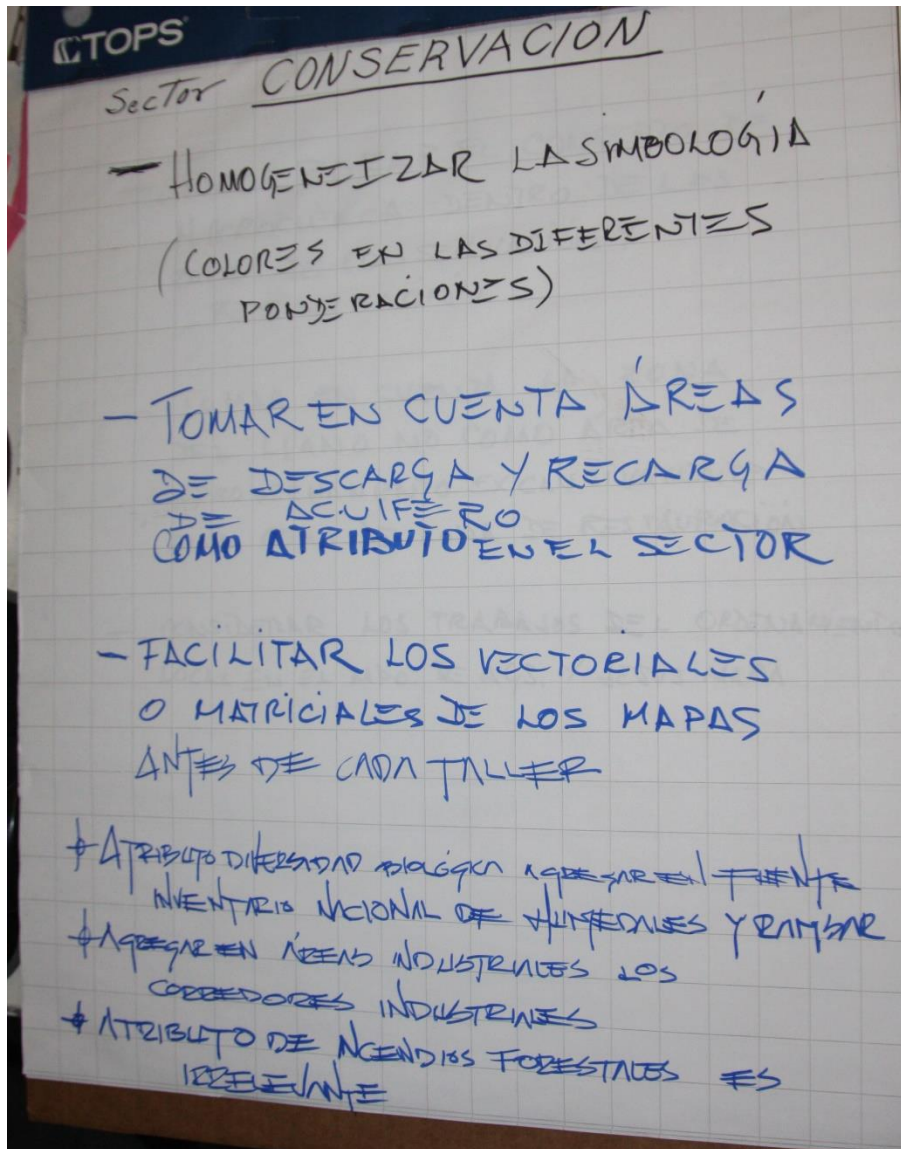 TOPS
Sector CONSERVACION
- HOMOGENEIZAR LA SIMBOLOGÍA
(COLORES EN LAS DIFERENTES
PONDERACIONES)
- TOMAR EN CUENTA ÁREAS
DE DESCARGA Y RECARGA
DE ACUIFERO
COMO ATRIBUTO EN EL SECTOR
- FACILITAR LOS VECTORIALES
O MATRICIALES DE LOS MAPAS
ANTES DE CADA TALLER
+ ATRIBUTO DIVERSIDAD BIOLÓGICA AGREGAR EN FUENTE
INVENTARIO NACIONAL DE HUMEDALES Y RAMSAR
+ AGREGAR EN ÁREAS INDUSTRIALES LOS
CORREDORES INDUSTRIALES
+ ATRIBUTO DE INCENDIOS FORESTALES ES
IRRELEVANTE